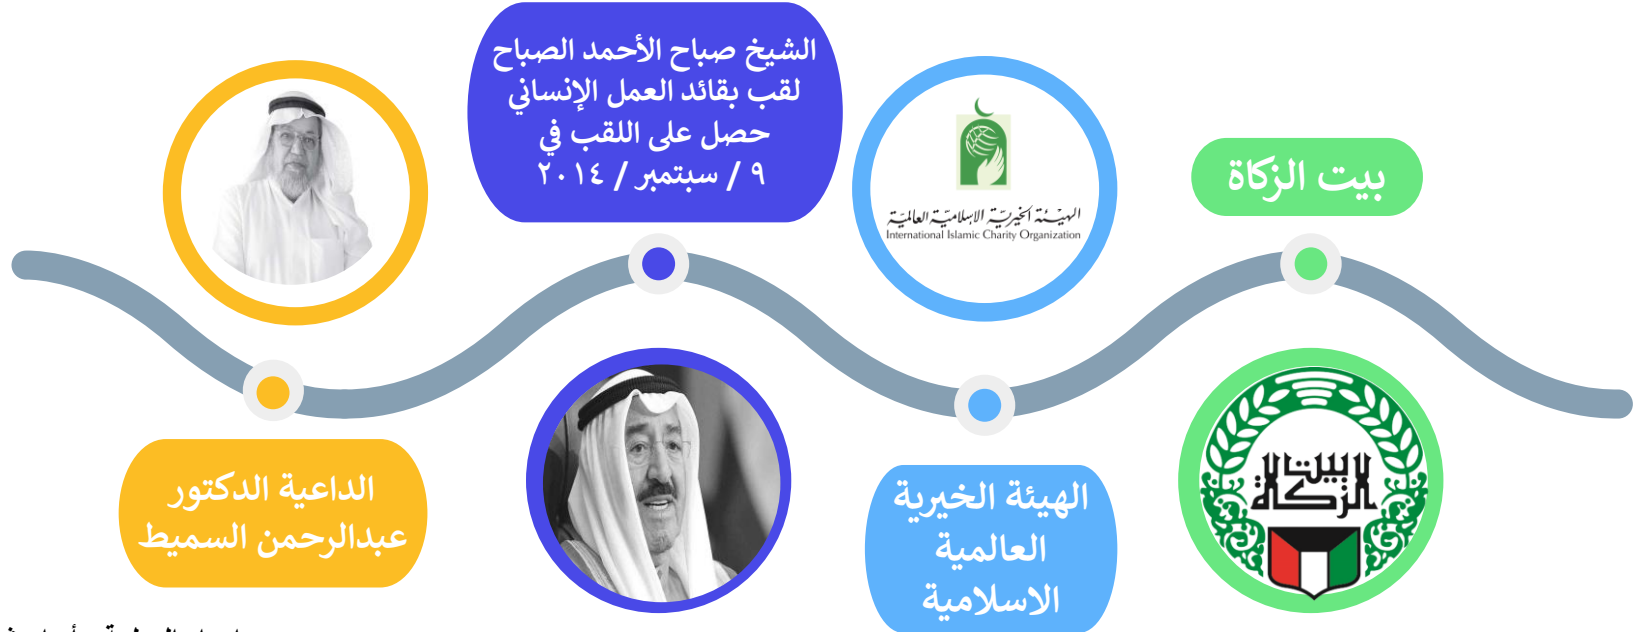 بيت الزكاة
بيت
الزكاة
الهيئة الخيرية الإسلامية العالمية
International Islamic Charity Organization
الهيئة الخيرية
العالمية
الاسلامية
الشيخ صباح الأحمد الصباح
لقب بقائد العمل الإنساني
حصل على اللقب في
٩ / سبتمبر / ٢٠١٤
الداعية الدكتور
عبدالرحمن السميط